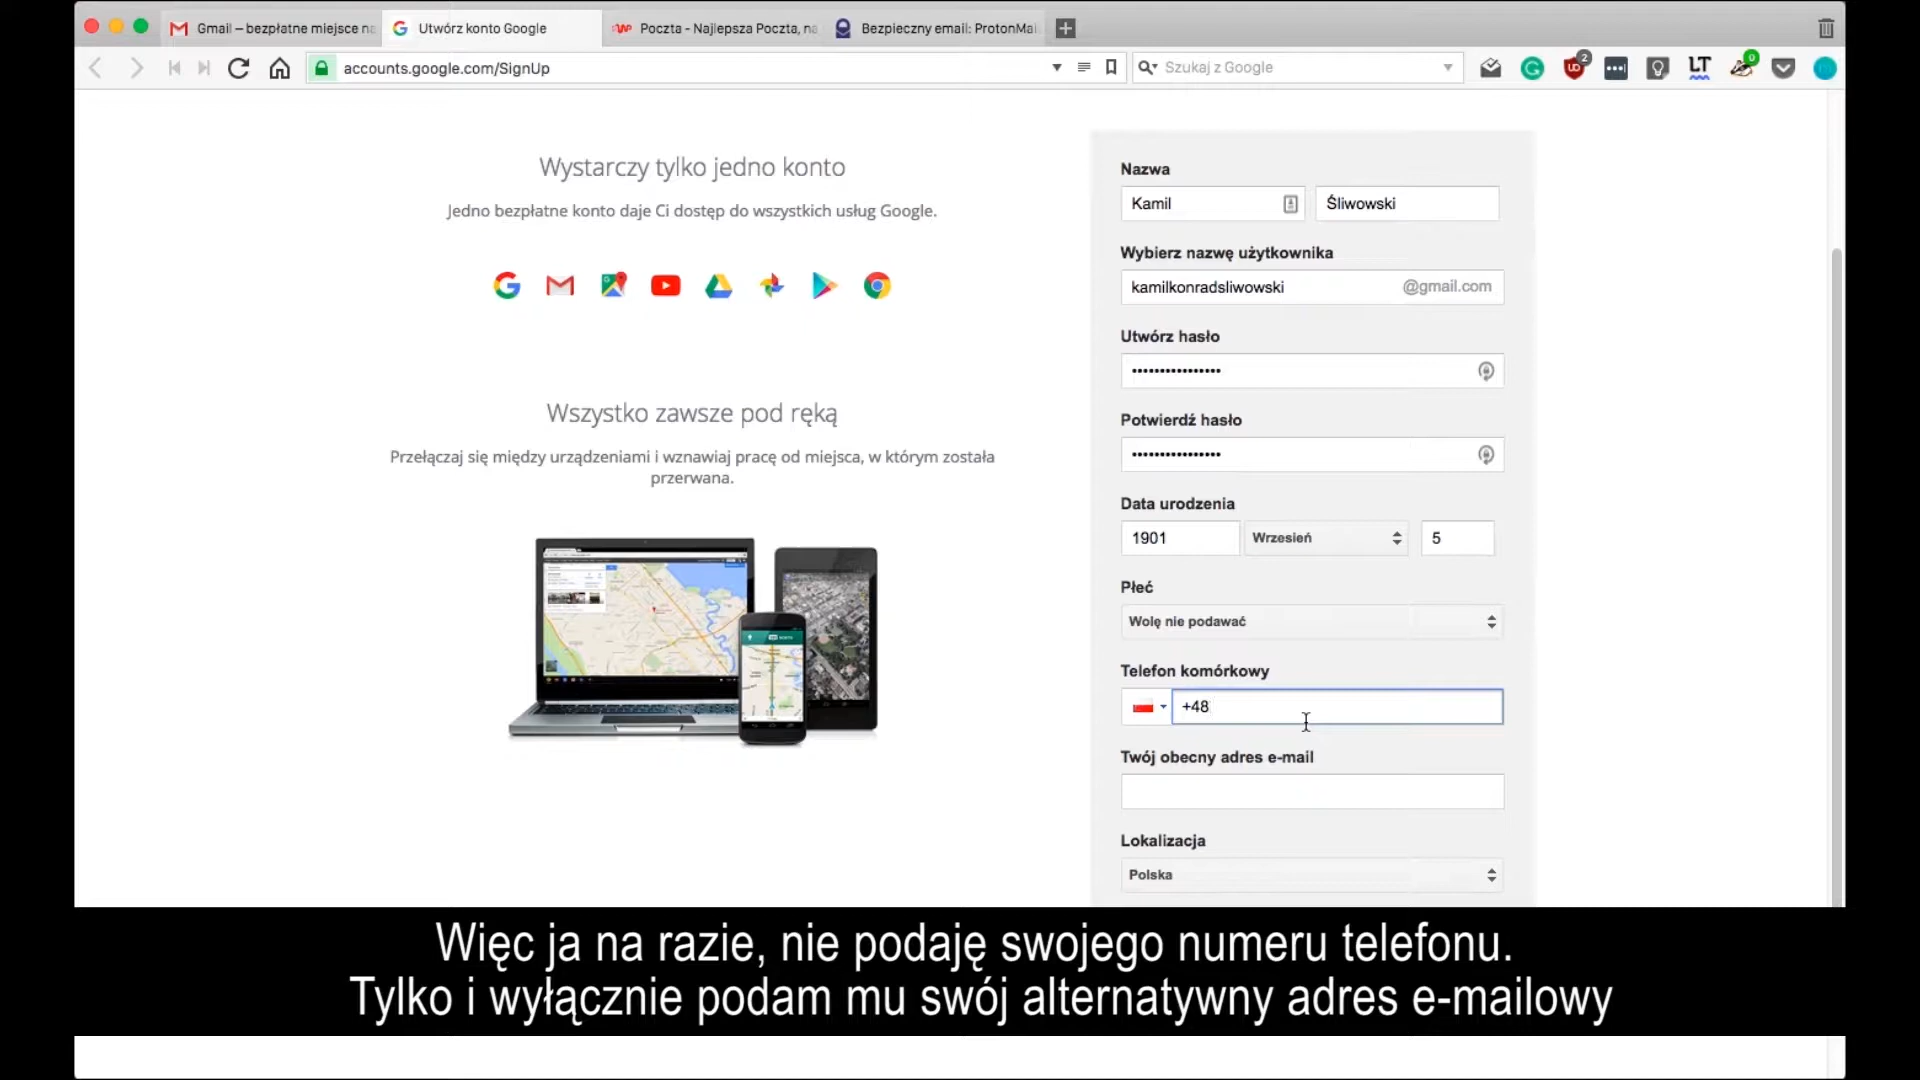 Gmail – bezpłatne miejsce na
Utwórz konto Google
Poczta - Najlepsza Poczta, na
Bezpieczny email: ProtonMai
accounts.google.com/SignUp
Szukaj z Google
2
LT
0
Wystarczy tylko jedno konto
Jedno bezpłatne konto daje Ci dostęp do wszystkich usług Google.
Wszystko zawsze pod ręką
Przełączaj się między urządzeniami i wznawiaj pracę od miejsca, w którym została
przerwana.
Nazwa
Kamil
Śliwowski
Wybierz nazwę użytkownika
kamilkonradsliwowski
@gmail.com
Utwórz hasło
Potwierdź hasło
Data urodzenia
1901
Wrzesień
5
Płeć
Wolę nie podawać
Telefon komórkowy
+48
Twój obecny adres e-mail
Lokalizacja
Polska
Więc ja na razie, nie podaję swojego numeru telefonu.
Tylko i wyłącznie podam mu swój alternatywny adres e-mailowy